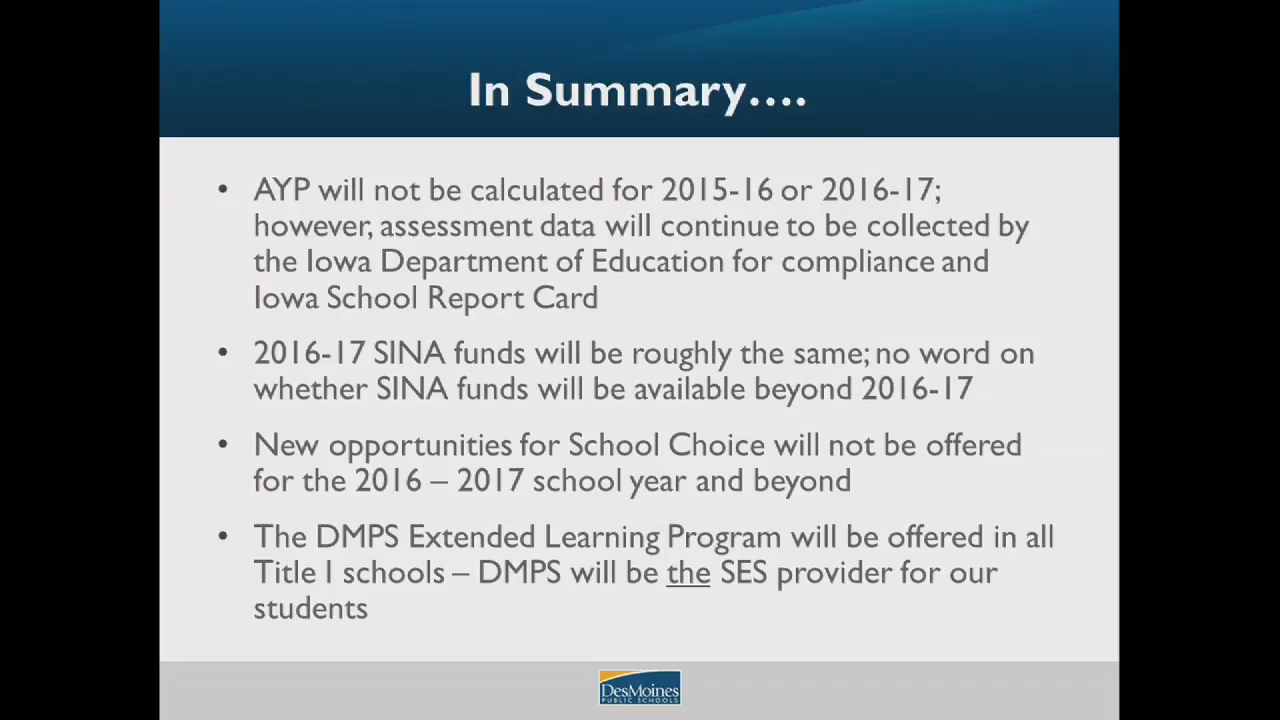 In Summary....
• AYP will not be calculated for 2015-16 or 2016-17;
however, assessment data will continue to be collected by
the Iowa Department of Education for compliance and
Iowa School Report Card
• 2016-17 SINA funds will be roughly the same; no word on
whether SINA funds will be available beyond 2016-17
• New opportunities for School Choice will not be offered
for the 2016 – 2017 school year and beyond
• The DMPS Extended Learning Program will be offered in all
Title I schools – DMPS will be the SES provider for our
students
DesMoines
PUBLIC SCHOOLS